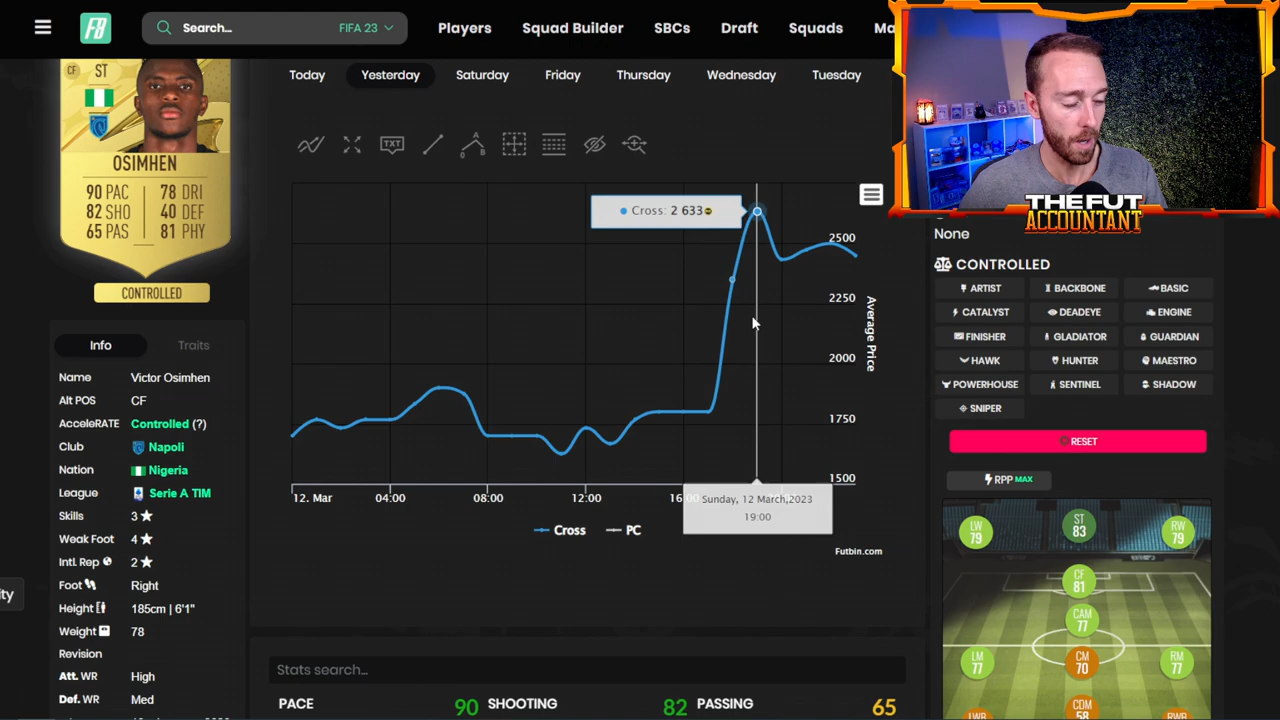 FB
Search...
FIFA 23
Players
Squad Builder
SBCs
Draft
Squads
Ma
CF
ST
OSIMHEN
90 PAC
78 DRI
82 SHO
40 DEF
65 PAS
81 PHY
CONTROLLED
Today
Yesterday
Saturday
Friday
Thursday
Wednesday
Tuesday
TXT
A
B
Cross: 2 633
2500
2250
2000
1750
1500
Average Price
12. Mar
04:00
08:00
12:00
16:00
Sunday, 12 March,2023
19:00
Cross
PC
Futbin.com
Info
Traits
Name
Victor Osimhen
Alt POS
CF
AcceleRATE
Controlled (?)
Club
Napoli
Nation
Nigeria
League
Serie A TIM
Skills
3
Weak Foot
4
Intl. Rep
2
Foot
Right
Height
185cm | 6'1"
Weight
78
Revision
Att. WR
High
Def. WR
Med
ity
Stats search...
PACE
90
SHOOTING
82
PASSING
65
THE FUT
ACCOUNTANT
None
CONTROLLED
ARTIST
BACKBONE
BASIC
CATALYST
DEADEYE
ENGINE
FINISHER
GLADIATOR
GUARDIAN
HAWK
HUNTER
MAESTRO
POWERHOUSE
SENTINEL
SHADOW
SNIPER
RESET
RPP MAX
LW
79
ST
83
RW
79
CF
81
CAM
77
LM
77
CM
70
RM
77
LWB
CDM
58
RWB